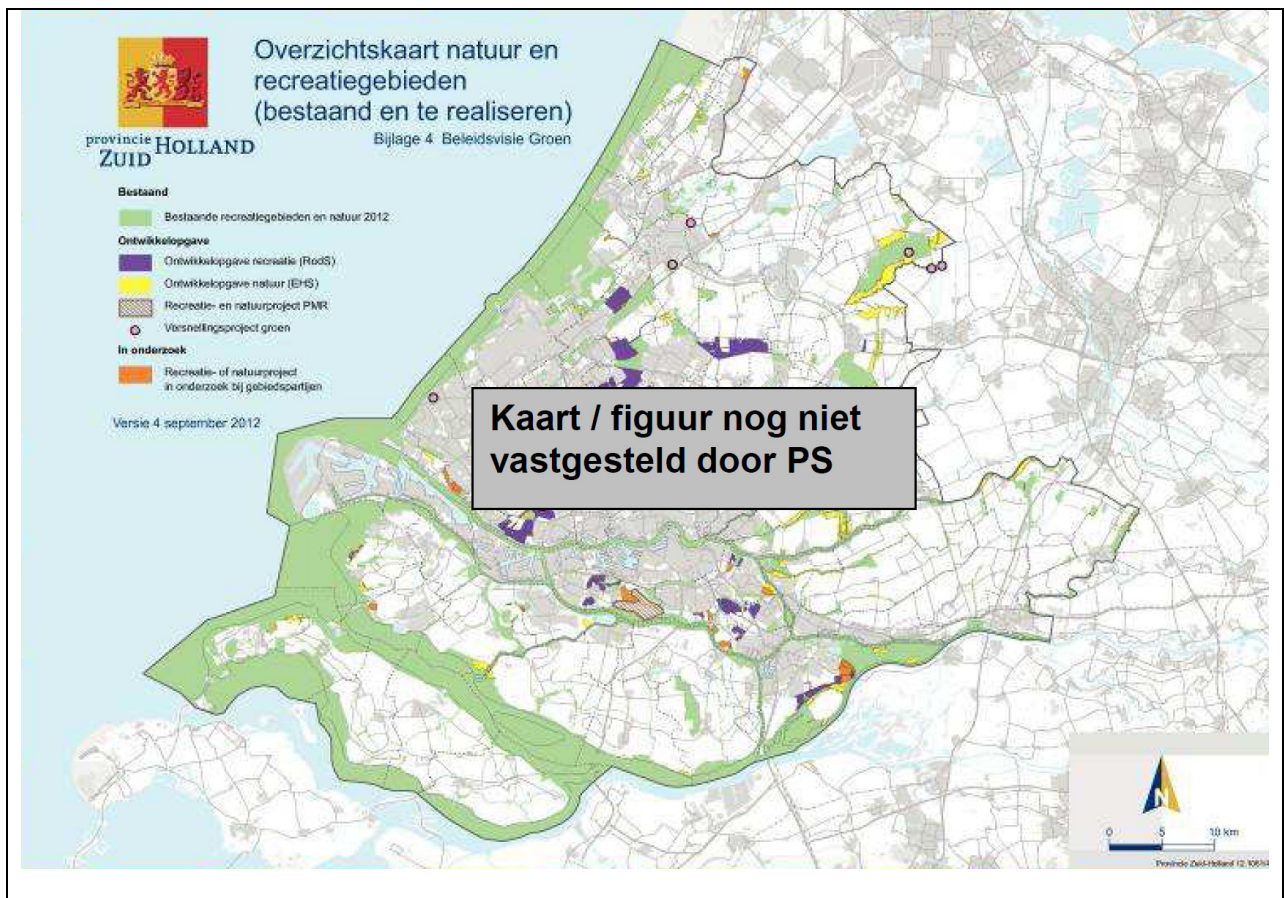 Overzichtskaart natuur en
recreatiegebieden
(bestaand en te realiseren)
Bijlage 4 Beleidsvisie Groen
provincie HOLLAND
ZUID
Bestaand
Bestaande recreatiegebieden en natuur 2012
Ontwikkelopgave
Ontwikkelopgave recreatie (RodS)
Ontwikkelopgave natuur (EHS)
Recreatie- en natuurproject PMR
Versnellingsproject groen
In onderzoek
Recreatie- of natuurproject
in onderzoek bij gebiedspartijen
Versie 4 september 2012
Kaart / figuur nog niet
vastgesteld door PS
N
0 5 10 km
Provincie Zuid-Holland